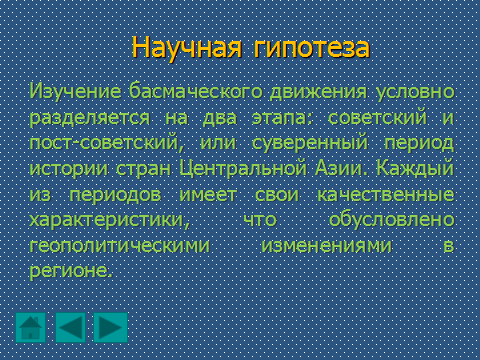 Научная гипотеза
Изучение басмаческого движения условно
разделяется на два этапа: советский и
пост-советский, или суверенный период
истории стран Центральной Азии. Каждый
из периодов имеет свои качественные
характеристики, что обусловлено
геополитическими изменениями в
регионе.